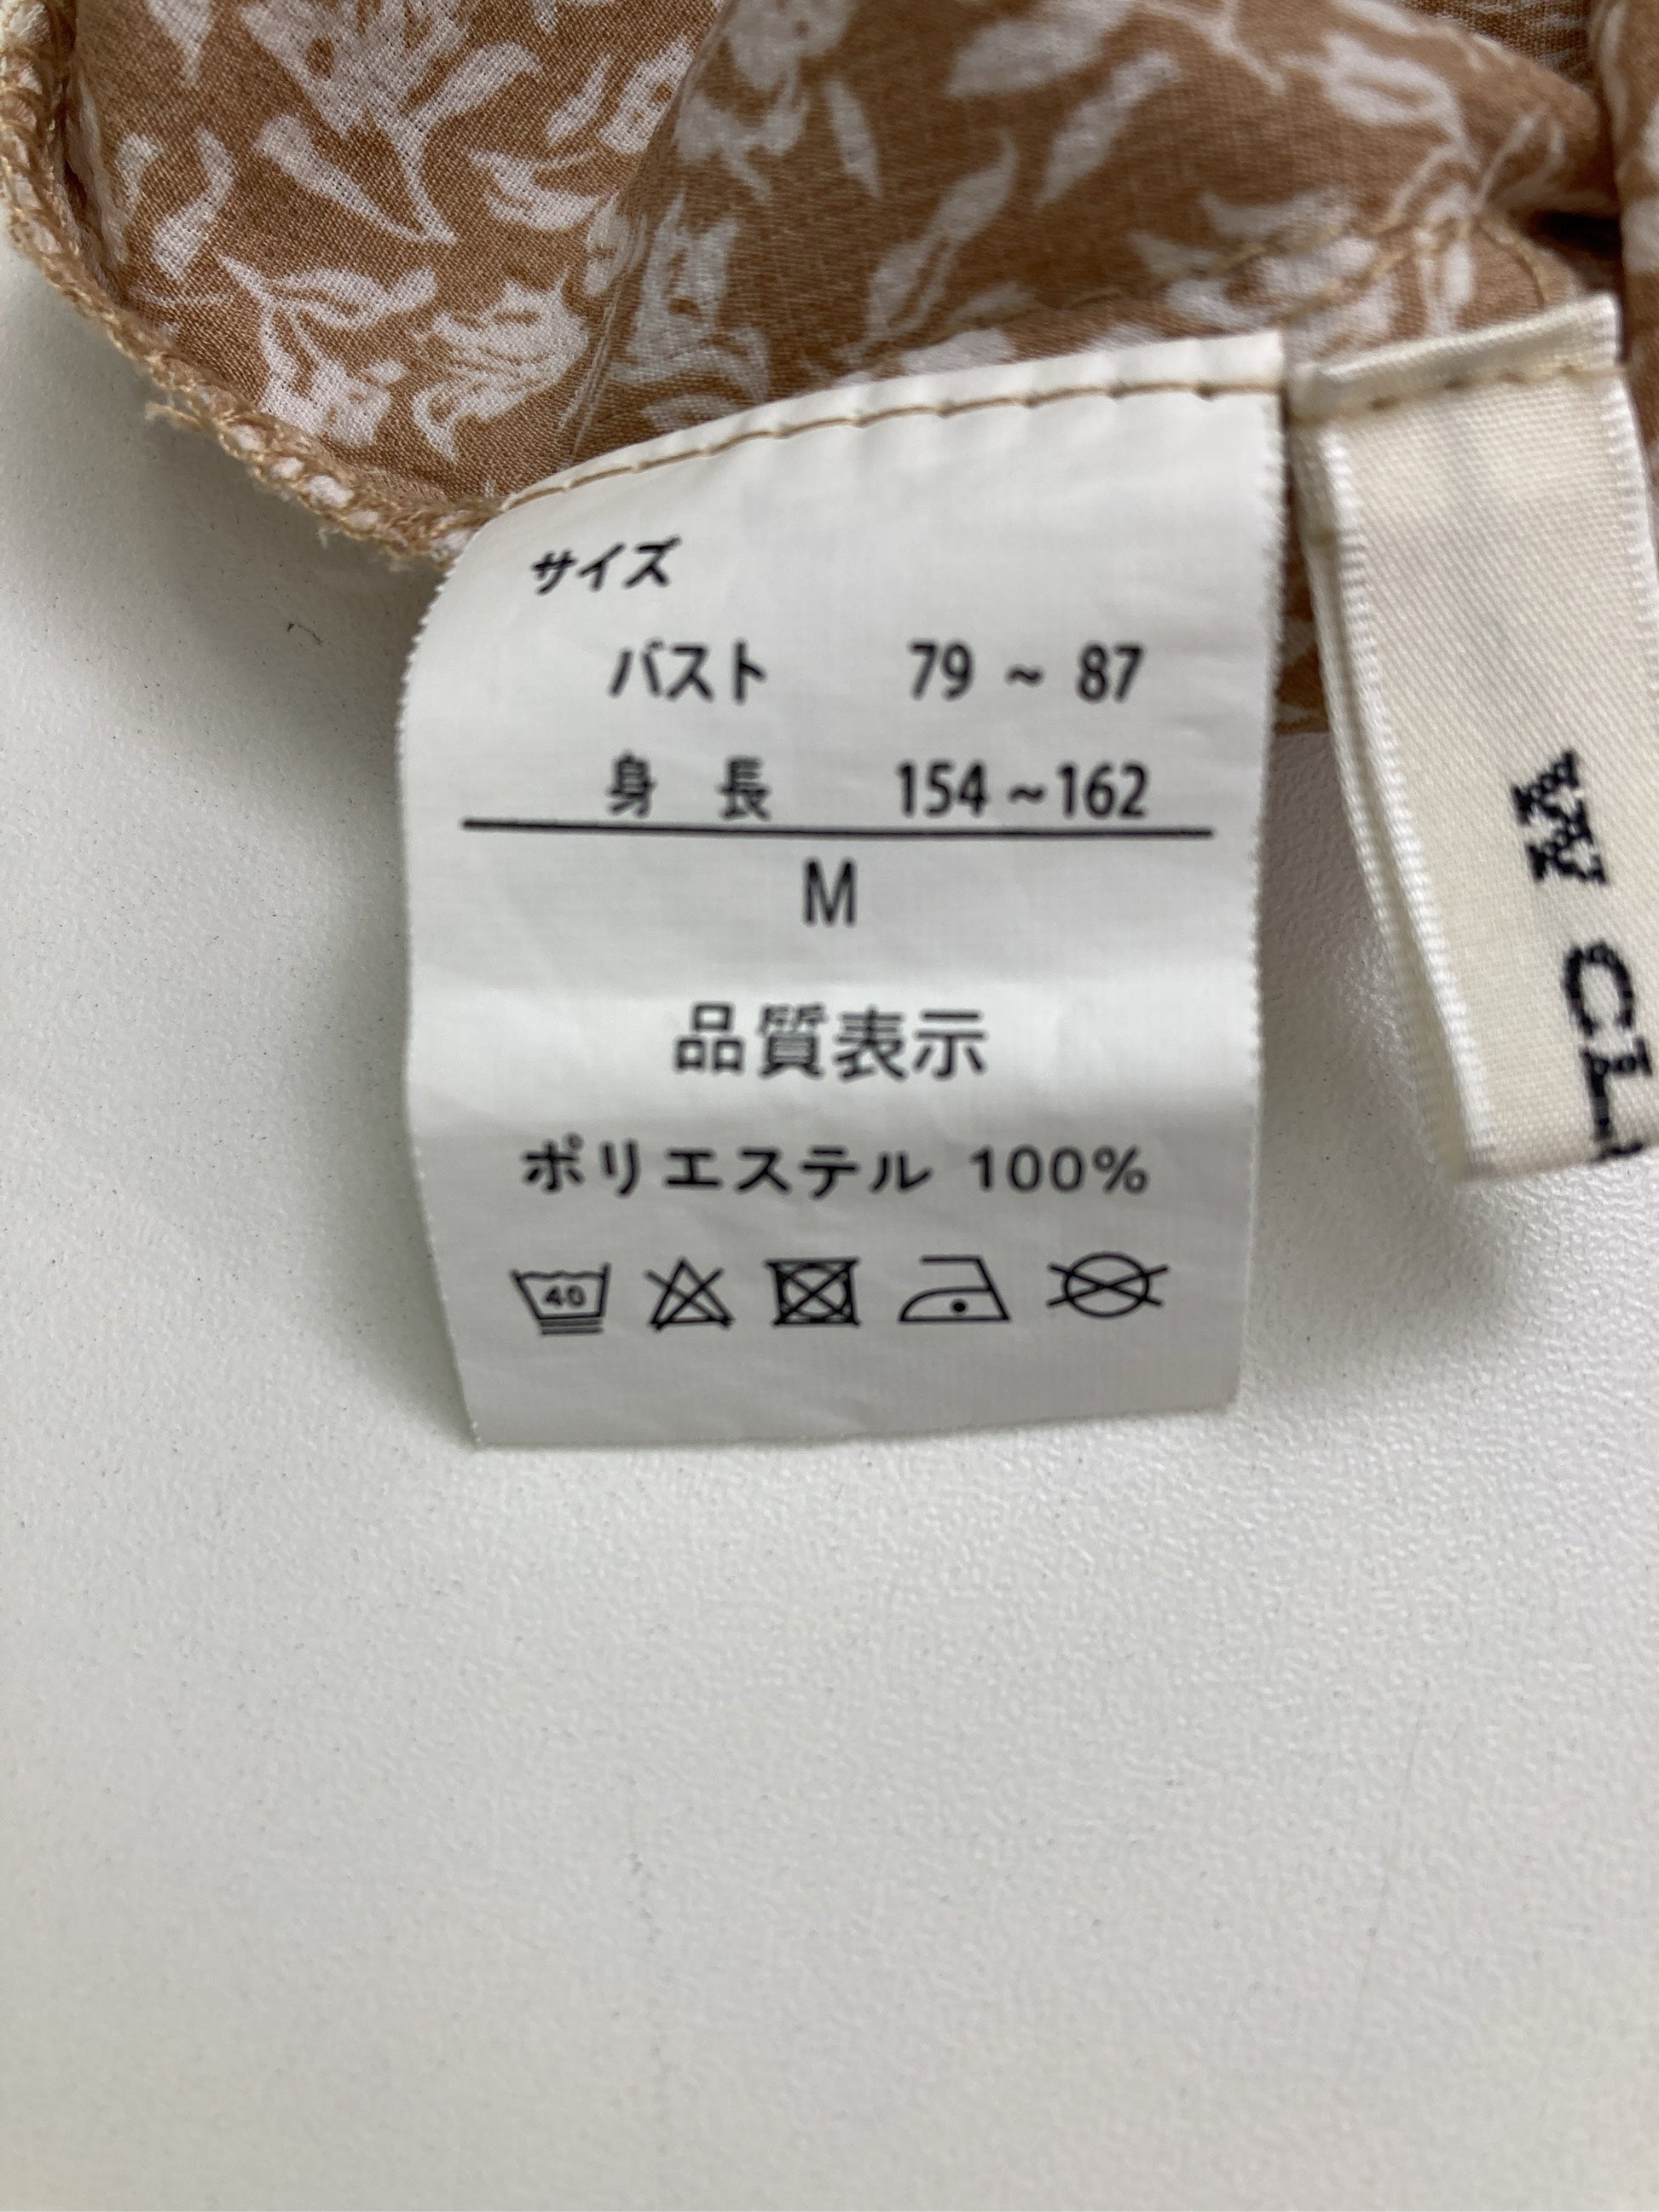 サイズ
バスト 79 ~ 87
身 長 154 ~ 162
M
品質表示
ポリエステル 100%
40
W CL